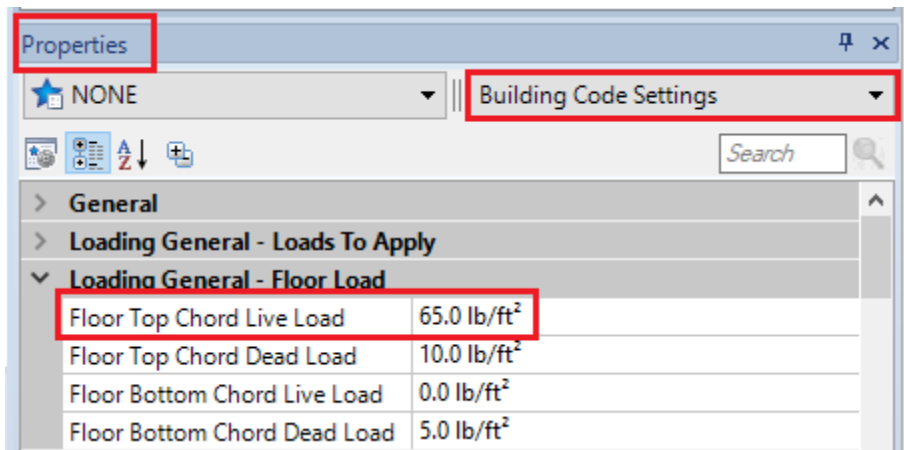 Properties
NONE Building Code Settings
Search
General
Loading General - Loads To Apply
Loading General - Floor Load
Floor Top Chord Live Load 65.0 lb/ft²
Floor Top Chord Dead Load 10.0 lb/ft²
Floor Bottom Chord Live Load 0.0 lb/ft²
Floor Bottom Chord Dead Load 5.0 lb/ft²